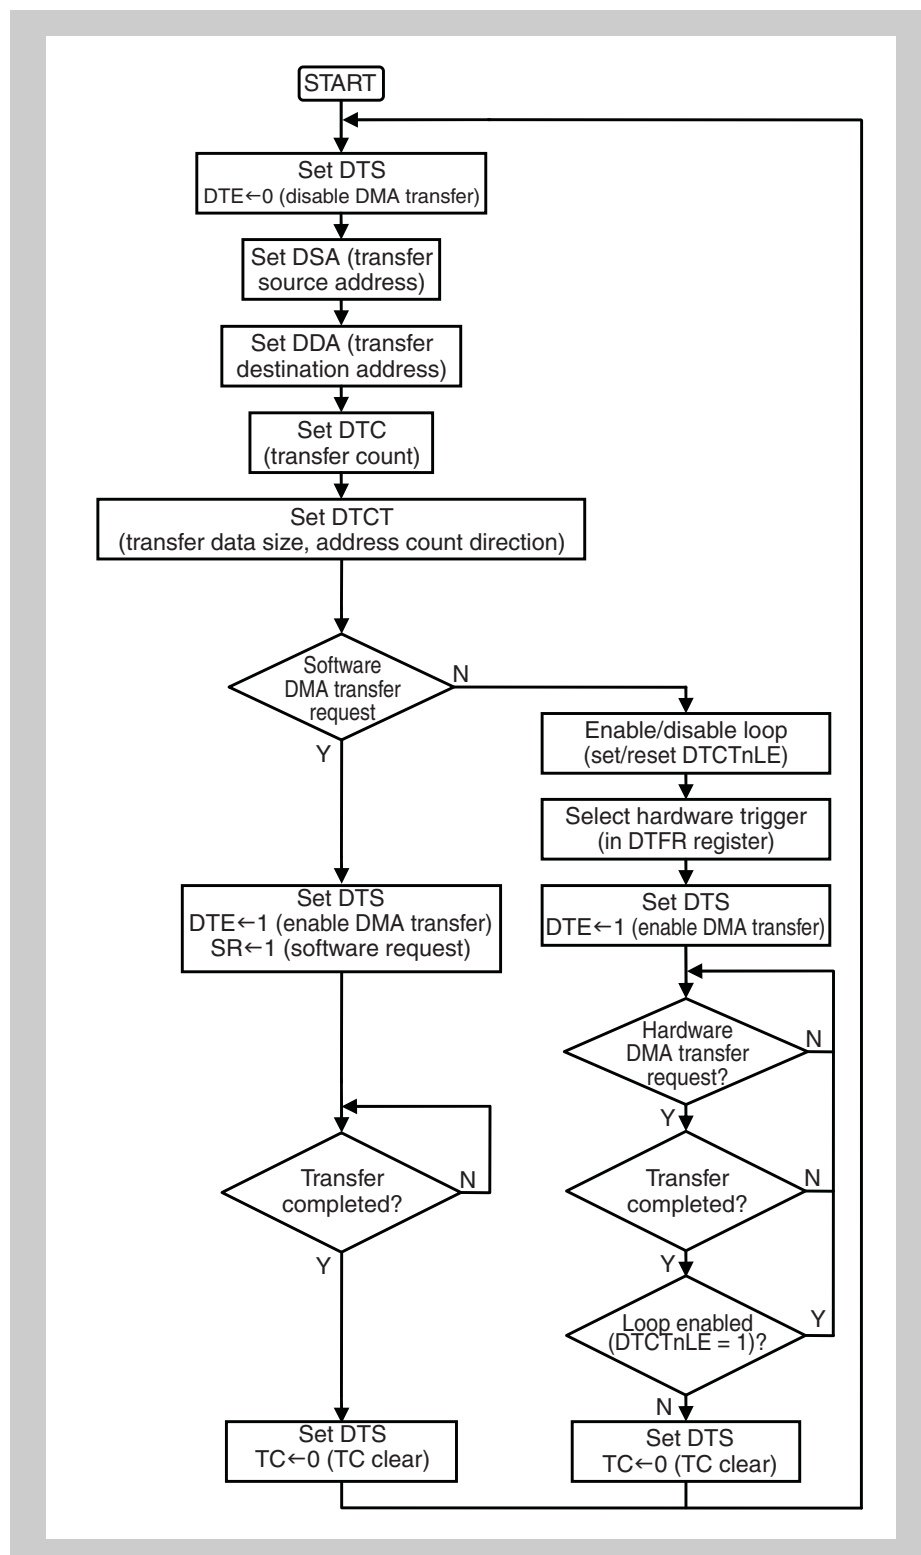 START
Set DTS
DTE←0 (disable DMA transfer)
Set DSA (transfer
source address)
Set DDA (transfer
destination address)
Set DTC
(transfer count)
Set DTCT
(transfer data size, address count direction)
Software
DMA transfer
request
N
Y
Set DTS
DTE←1 (enable DMA transfer)
SR←1 (software request)
Transfer
completed?
N
Y
Set DTS
TC←0 (TC clear)
Enable/disable loop
(set/reset DTCTnLE)
Select hardware trigger
(in DTFR register)
Set DTS
DTE←1 (enable DMA transfer)
Hardware
DMA transfer
request?
N
Y
Transfer
completed?
N
Y
Loop enabled
(DTCTnLE = 1)?
Y
N
Set DTS
TC←0 (TC clear)